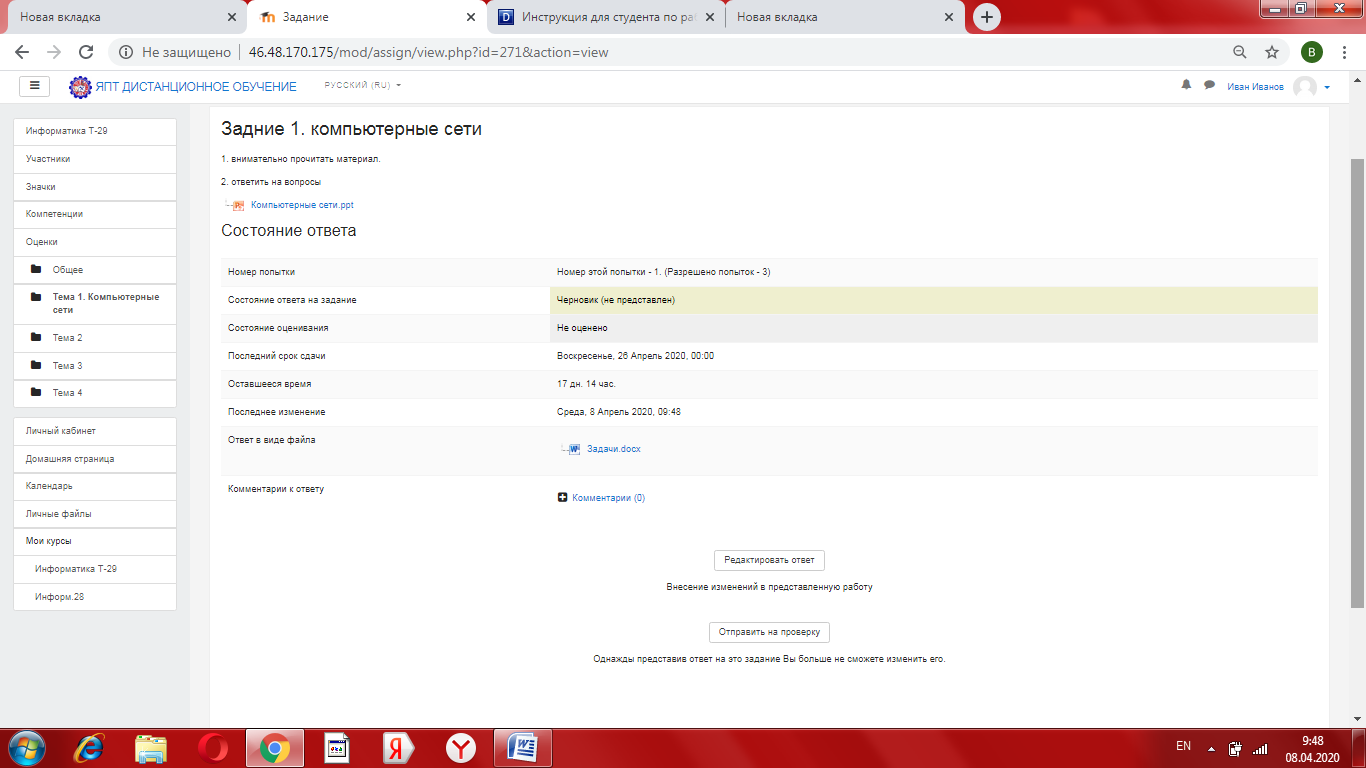 Новая вкладка
Задание
Инструкция для студента по раб
Новая вкладка
Не защищено
46.48.170.175/mod/assign/view.php?id=271&action=view
B
ЯПТ ДИСТАНЦИОННОЕ ОБУЧЕНИЕ
РУССКИЙ (RU)
Иван Иванов
Информатика Т-29
Участники
Значки
Компетенции
Оценки
Общее
Тема 1. Компьютерные
сети
Тема 2
Тема 3
Тема 4
Личный кабинет
Домашняя страница
Календарь
Личные файлы
Мои курсы
Информатика Т-29
Информ.28
Задние 1. компьютерные сети
1. внимательно прочитать материал.
2. ответить на вопросы
Компьютерные сети.ppt
Состояние ответа
Номер попытки Номер этой попытки - 1. (Разрешено попыток - 3)
Состояние ответа на задание Черновик (не представлен)
Состояние оценивания Не оценено
Последний срок сдачи Воскресенье, 26 Апрель 2020, 00:00
Оставшееся время 17 дн. 14 час.
Последнее изменение Среда, 8 Апрель 2020, 09:48
Ответ в виде файла Задачи.docx
Комментарии к ответу Комментарии (0)
Редактировать ответ
Внесение изменений в представленную работу
Отправить на проверку
Однажды представив ответ на это задание Вы больше не сможете изменить его.
EN
9:48
08.04.2020